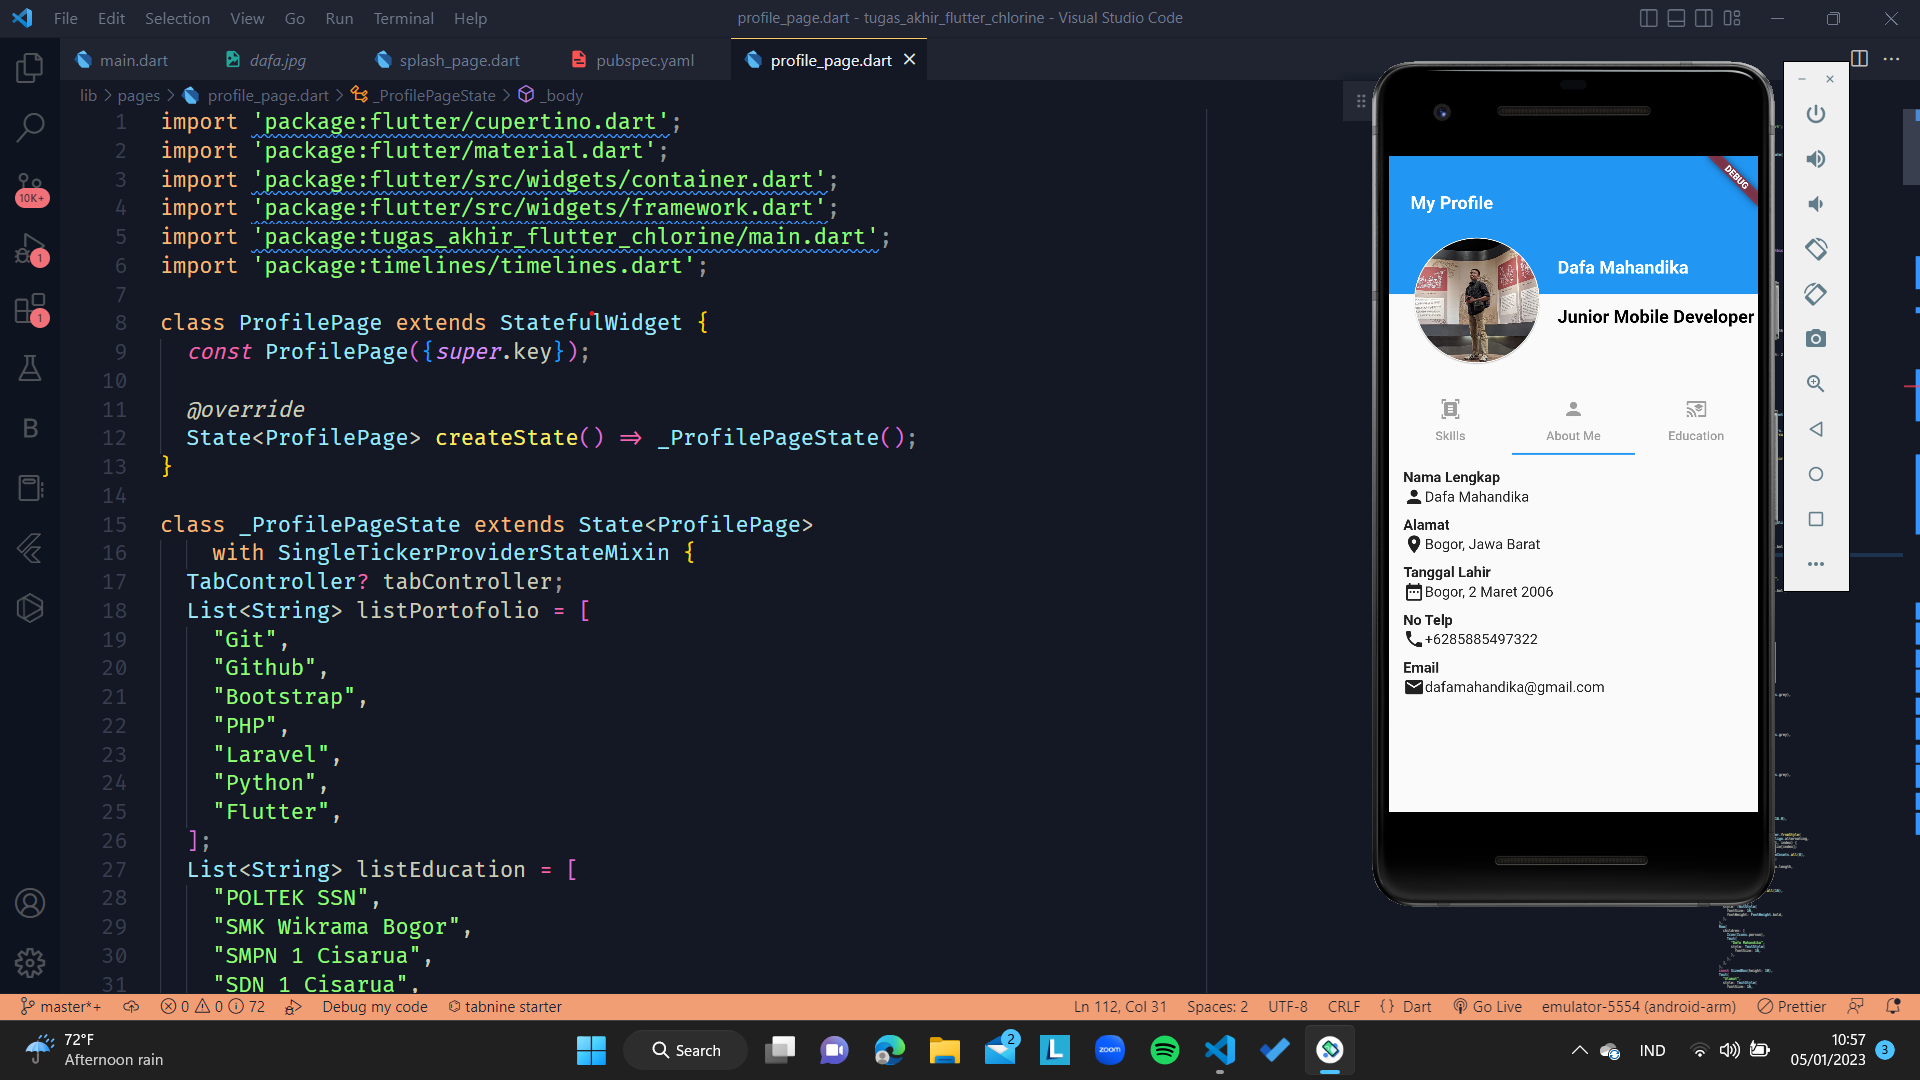 File Edit Selection View Go Run Terminal Help
profile_page.dart - tugas_akhir_flutter_chlorine - Visual Studio Code
main.dart
dafa.jpg
splash_page.dart
pubspec.yaml
profile_page.dart
lib > pages > profile_page.dart > _ProfilePageState > _body
1 import 'package:flutter/cupertino.dart';
2 import 'package:flutter/material.dart';
3 import 'package:flutter/src/widgets/container.dart';
4 import 'package:flutter/src/widgets/framework.dart';
5 import 'package:tugas_akhir_flutter_chlorine/main.dart';
6 import 'package:timelines/timelines.dart';
7
8 class ProfilePage extends StatefulWidget {
9 const ProfilePage({super.key});
10
11 @override
12 State<ProfilePage> createState() => _ProfilePageState();
13 }
14
15 class _ProfilePageState extends State<ProfilePage>
16 with SingleTickerProviderStateMixin {
17 TabController? tabController;
18 List<String> listPortofolio = [
19 "Git",
20 "Github",
21 "Bootstrap",
22 "PHP",
23 "Laravel",
24 "Python",
25 "Flutter",
26 ];
27 List<String> listEducation = [
28 "POLTEK SSN",
29 "SMK Wikrama Bogor",
30 "SMPN 1 Cisarua",
31 "SDN 1 Cisarua",
10K+
1
1
B
DEBUG
My Profile
Dafa Mahandika
Junior Mobile Developer
Skills
About Me
Education
Nama Lengkap
Dafa Mahandika
Alamat
Bogor, Jawa Barat
Tanggal Lahir
Bogor, 2 Maret 2006
No Telp
+6285885497322
Email
dafamahandika@gmail.com
master*+
0 0 72
Debug my code
tabnine starter
Ln 112, Col 31
Spaces: 2
UTF-8
CRLF
{ } Dart
Go Live
emulator-5554 (android-arm)
Prettier
72°F
Afternoon rain
Search
2
L
zoom
IND
10:57
05/01/2023
3